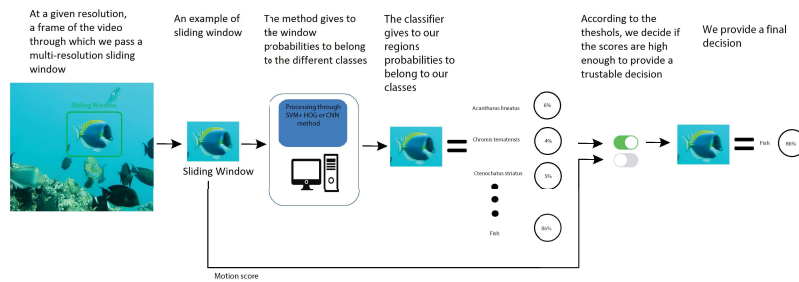 At a given resolution,
a frame of the video
through which we pass a
multi-resolution sliding
window
An example of
sliding window
The method gives to
the window
probabilities to belong
to the different classes
The classifier
gives to our
regions
probabilities to
belong to our
classes
According to the
theshols, we decide if
the scores are high
enough to provide a
trustable decision
We provide a final
decision
Sliding Window
Sliding Window
Processing through
SVM+ HOG or CNN
method
Acanthurus lineatus
6%
Chromis ternatensis
4%
Ctenochatus striatus
5%
Fish
86%
Fish
86%
Motion score